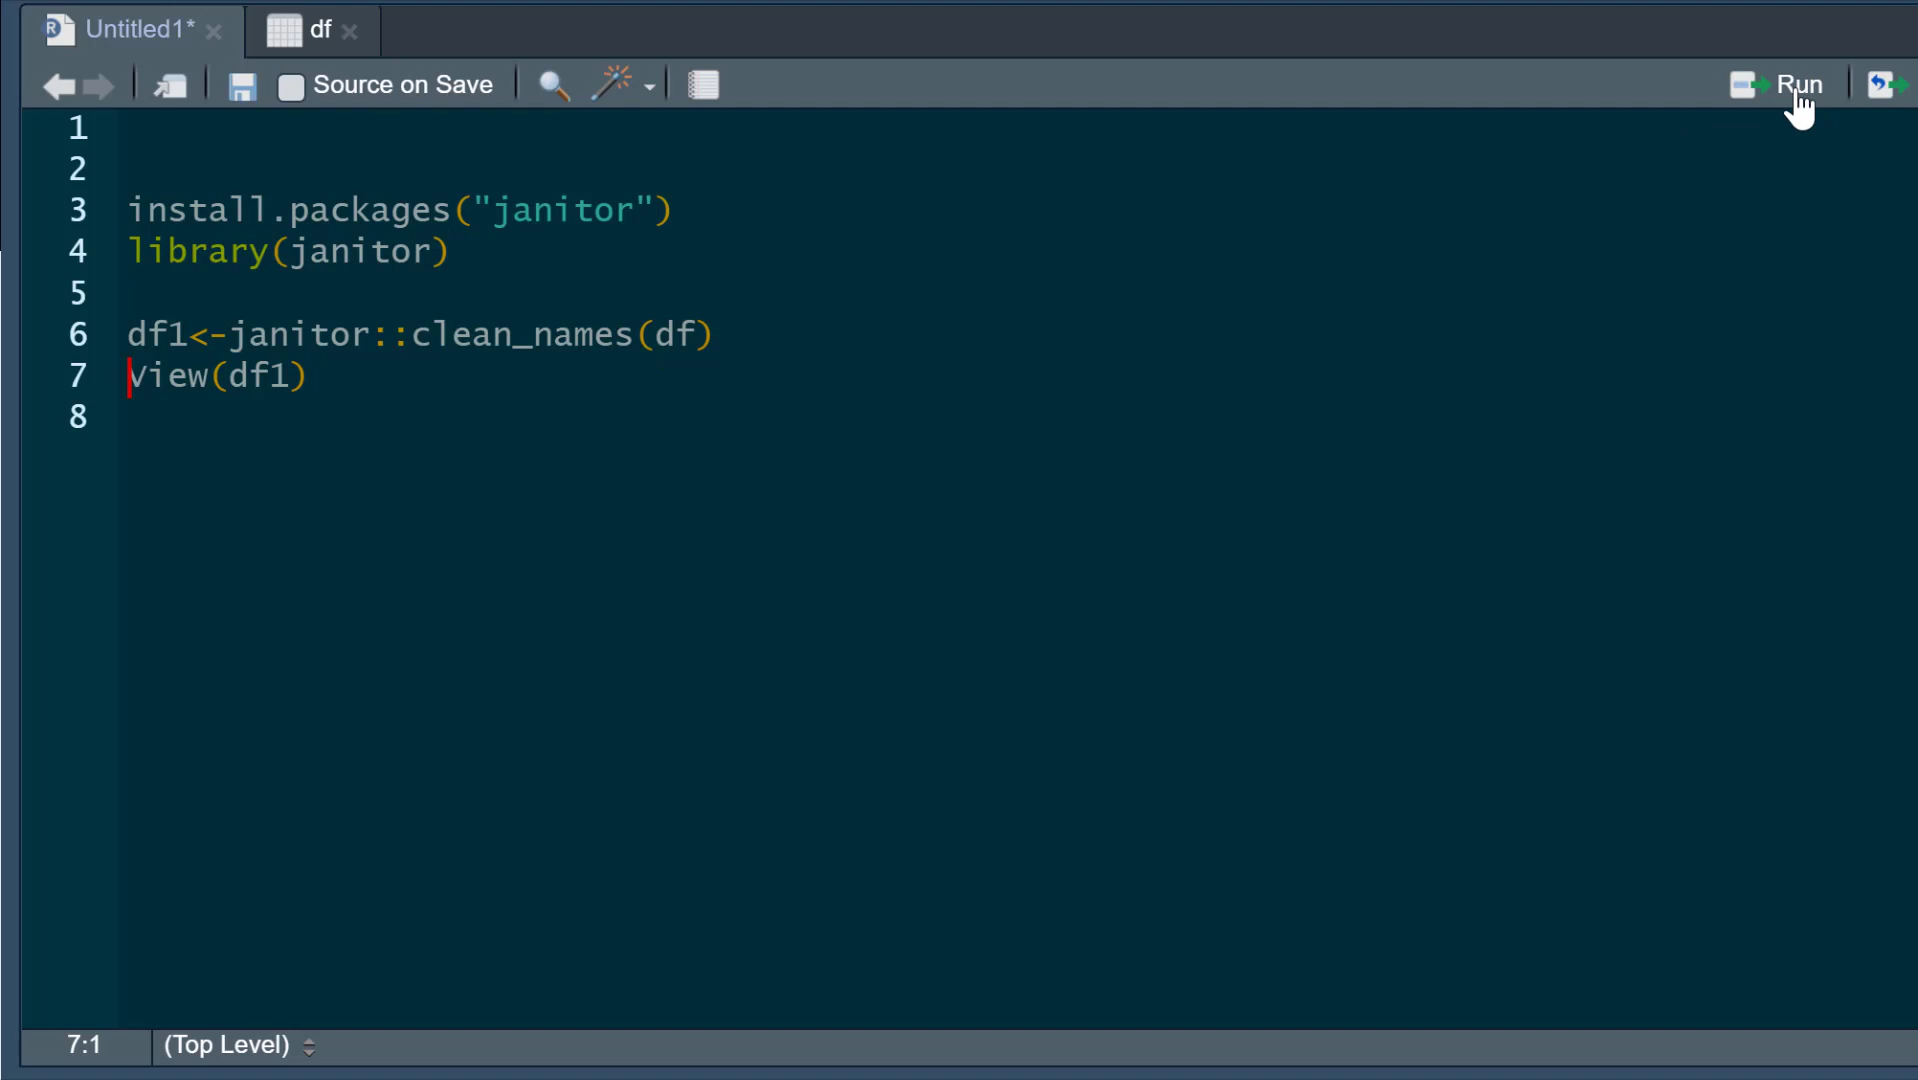 Untitled1* df
Source on Save Run
1
2
3 install.packages("janitor")
4 library(janitor)
5
6 df1<-janitor::clean_names(df)
7 View(df1)
8
7:1 (Top Level)